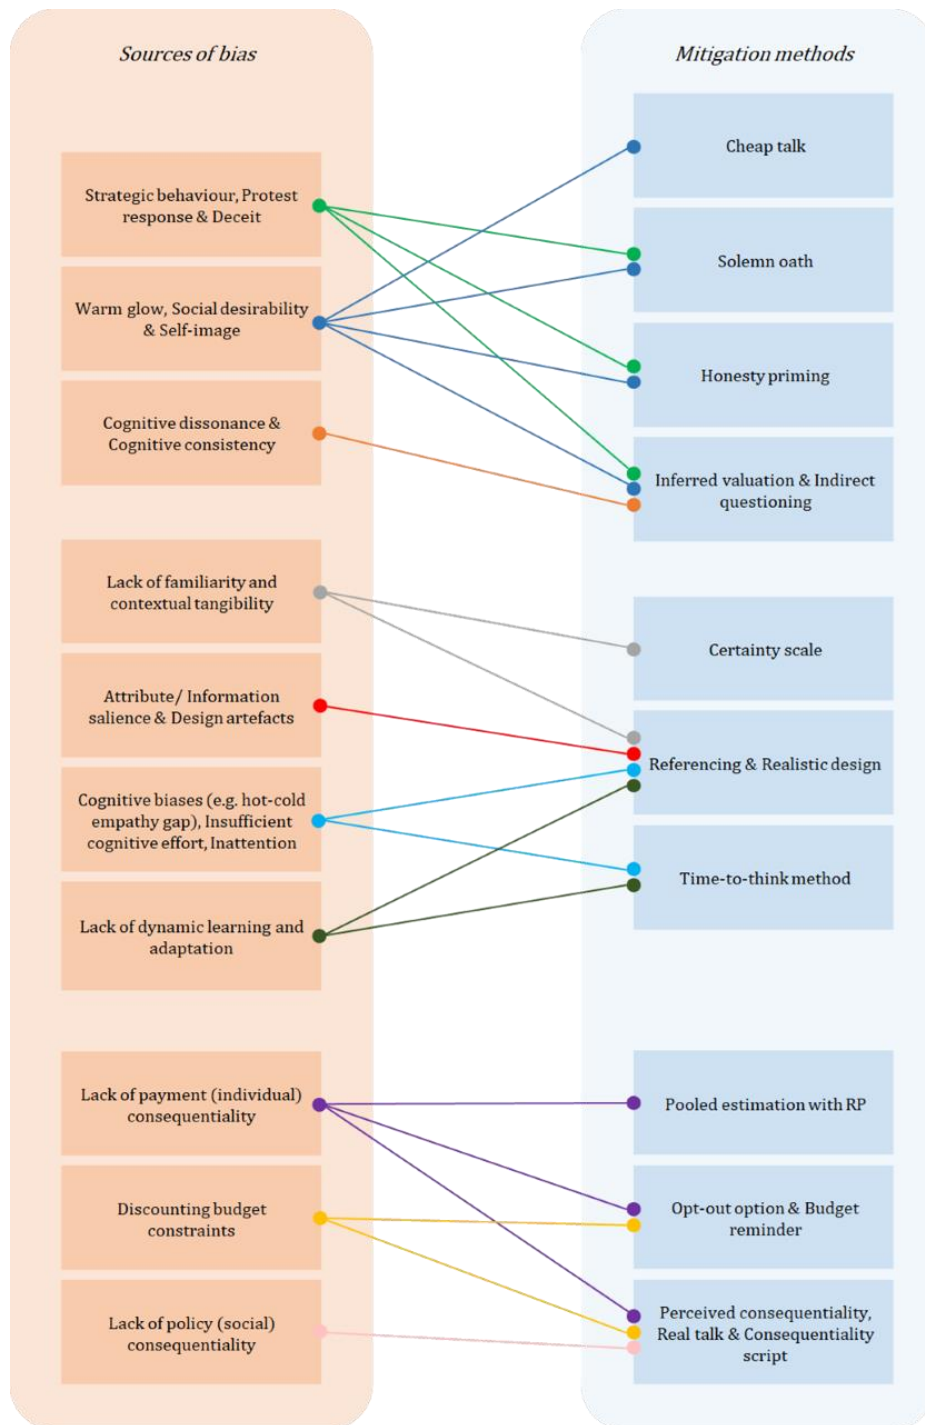 Sources of bias
Strategic behaviour, Protest
response & Deceit
Warm glow, Social desirability
& Self-image
Cognitive dissonance &
Cognitive consistency
Lack of familiarity and
contextual tangibility
Attribute/ Information
salience & Design artefacts
Cognitive biases (e.g. hot-cold
empathy gap), Insufficient
cognitive effort, Inattention
Lack of dynamic learning and
adaptation
Lack of payment (individual)
consequentiality
Discounting budget
constraints
Lack of policy (social)
consequentiality
Mitigation methods
Cheap talk
Solemn oath
Honesty priming
Inferred valuation & Indirect
questioning
Certainty scale
Referencing & Realistic design
Time-to-think method
Pooled estimation with RP
Opt-out option & Budget
reminder
Perceived consequentiality,
Real talk & Consequentiality
script